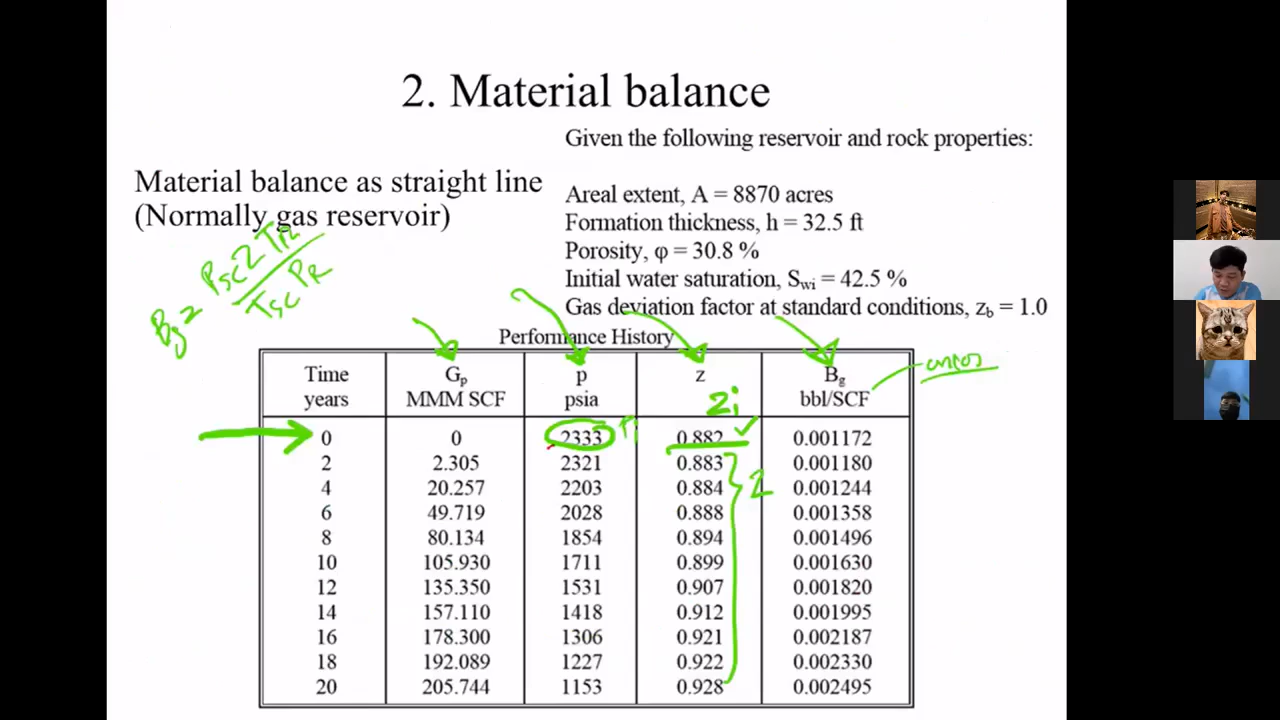 2. Material balance
Given the following reservoir and rock properties:
Material balance as straight line
(Normally gas reservoir)
Areal extent, A = 8870 acres
Formation thickness, h = 32.5 ft
Porosity, φ = 30.8 %
Initial water saturation, Swi = 42.5 %
Gas deviation factor at standard conditions, zb = 1.0
Bg = Psc z TR
Tsc PR
Performance History
Time Gp p z Bg
years MMM SCF psia bbl/SCF
zi
0 0 2333 Pi 0.882 0.001172
2 2.305 2321 0.883 0.001180
4 20.257 2203 0.884 z 0.001244
6 49.719 2028 0.888 0.001358
8 80.134 1854 0.894 0.001496
10 105.930 1711 0.899 0.001630
12 135.350 1531 0.907 0.001820
14 157.110 1418 0.912 0.001995
16 178.300 1306 0.921 0.002187
18 192.089 1227 0.922 0.002330
20 205.744 1153 0.928 0.002495